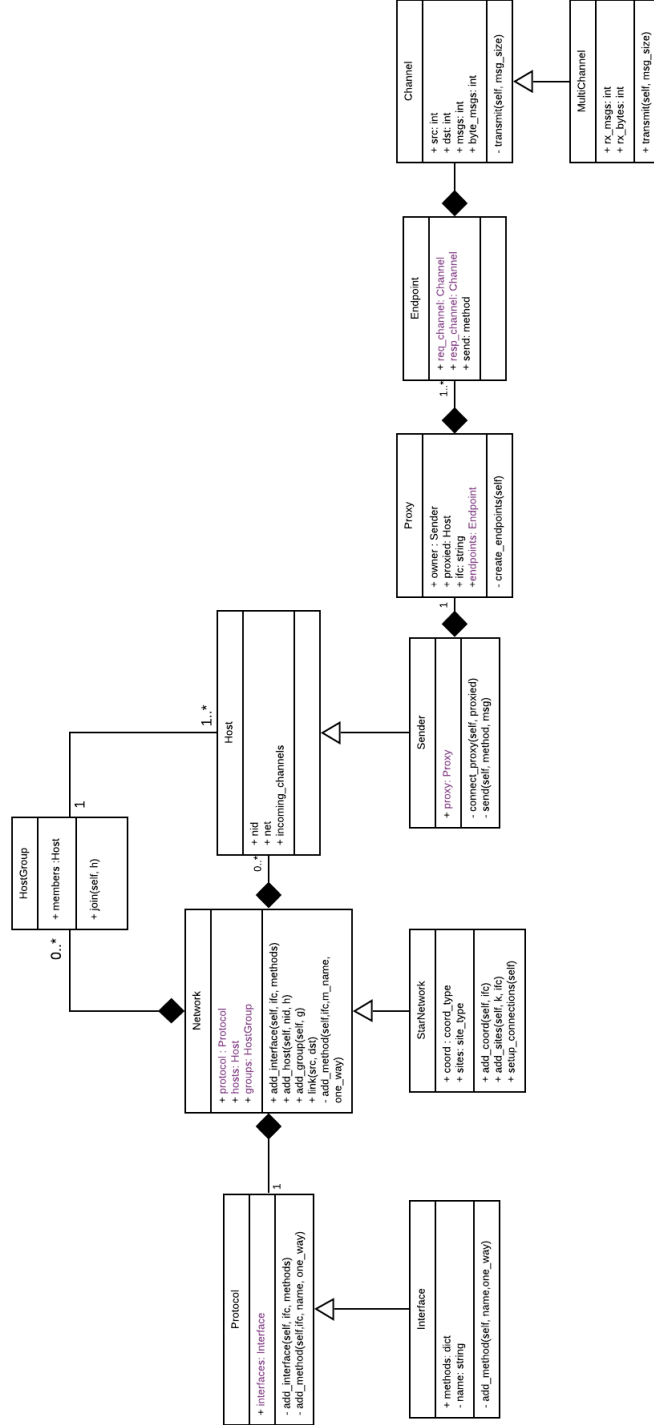 Protocol
+ interfaces: Interface
- add_interface(self, ifc, methods)
- add_method(self,ifc, name, one_way)
1
Interface
+ methods: dict
- name: string
- add_method(self, name,one_way)
Network
+ protocol : Protocol
+ hosts: Host
+ groups: HostGroup
+ add_interface(self, ifc, methods)
+ add_host(self, nid, h)
+ add_group(self, g)
+ link(src, dst)
- add_method(self,ifc,m_name,
one_way)
StarNetwork
+ coord : coord_type
+ sites: site_type
+ add_coord(self, ifc)
+ add_sites(self, k, ifc)
+ setup_connections(self)
0..*
HostGroup
+ members :Host
+ join(self, h)
1
1..*
0..*
Host
+ nid
+ net
+ incoming_channels
Sender
+ proxy: Proxy
- connect_proxy(self, proxied)
- send(self, method, msg)
1
Proxy
+ owner : Sender
+ proxied: Host
+ ifc: string
+endpoints: Endpoint
- create_endpoints(self)
1..*
Endpoint
+ req_channel: Channel
+ resp_channel: Channel
+ send: method
Channel
+ src: int
+ dst: int
+ msgs: int
+ byte_msgs: int
- transmit(self, msg_size)
MultiChannel
+ rx_msgs: int
+ rx_bytes: int
+ transmit(self, msg_size)